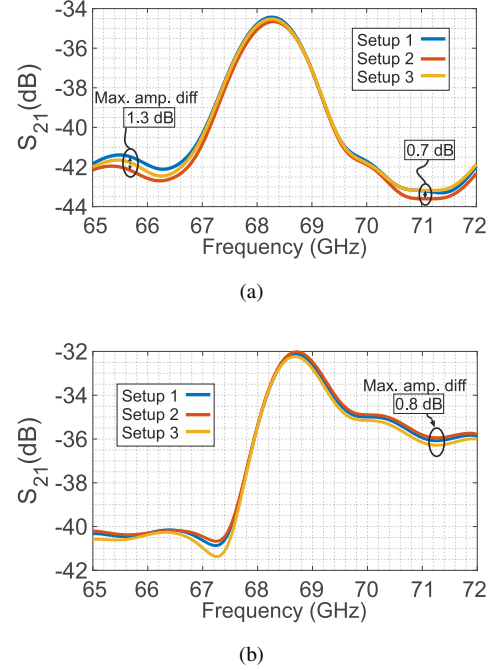 -34
-36
-38
-40
-42
-44
S21(dB)
Setup 1
Setup 2
Setup 3
Max. amp. diff
1.3 dB
0.7 dB
65 66 67 68 69 70 71 72
Frequency (GHz)
(a)
-32
-34
-36
-38
-40
-42
S21(dB)
Setup 1
Setup 2
Setup 3
Max. amp. diff
0.8 dB
65 66 67 68 69 70 71 72
Frequency (GHz)
(b)